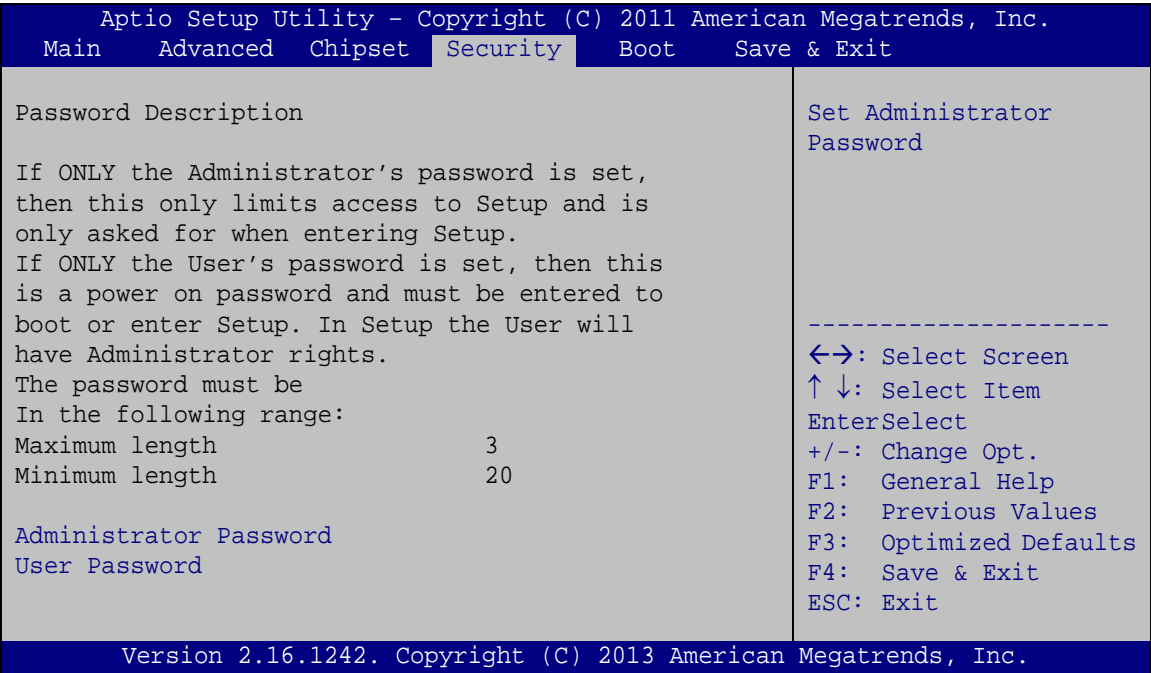 Aptio Setup Utility – Copyright (C) 2011 American Megatrends, Inc.
Main Advanced Chipset Security Boot Save & Exit
Password Description
If ONLY the Administrator’s password is set,
then this only limits access to Setup and is
only asked for when entering Setup.
If ONLY the User’s password is set, then this
is a power on password and must be entered to
boot or enter Setup. In Setup the User will
have Administrator rights.
The password must be
In the following range:
Maximum length 3
Minimum length 20
Administrator Password
User Password
Set Administrator
Password
---------------------
←→: Select Screen
↑ ↓: Select Item
EnterSelect
+/-: Change Opt.
F1: General Help
F2: Previous Values
F3: Optimized Defaults
F4: Save & Exit
ESC: Exit
Version 2.16.1242. Copyright (C) 2013 American Megatrends, Inc.